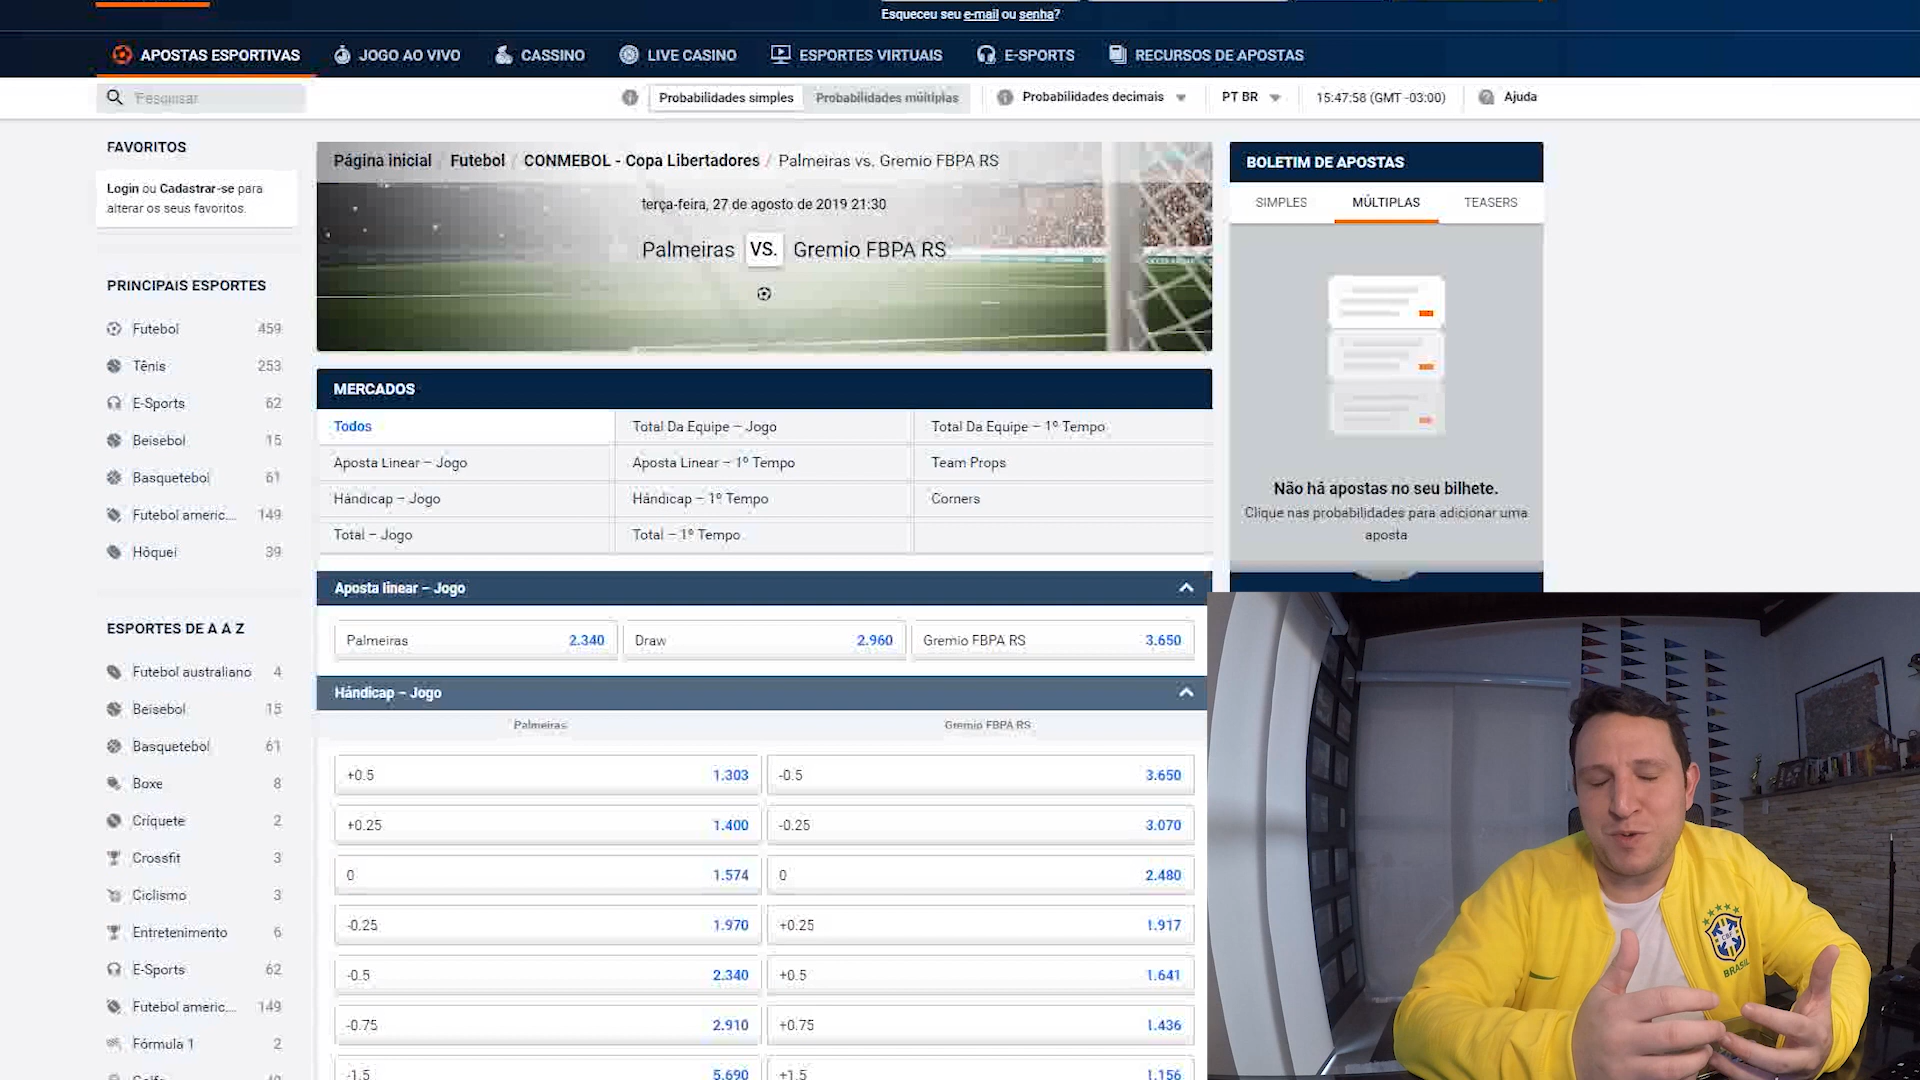 Esqueceu seu e-mail ou senha?
APOSTAS ESPORTIVAS JOGO AO VIVO CASSINO LIVE CASINO ESPORTES VIRTUAIS E-SPORTS RECURSOS DE APOSTAS
Pesquisar Probabilidades simples Probabilidades múltiplas Probabilidades decimais PT BR 15:47:58 (GMT -03:00) Ajuda
FAVORITOS
Login ou Cadastrar-se para
alterar os seus favoritos.
PRINCIPAIS ESPORTES
Futebol 459
Tênis 253
E-Sports 62
Beisebol 15
Basquetebol 61
Futebol americ... 149
Hóquei 39
ESPORTES DE A A Z
Futebol australiano 4
Beisebol 15
Basquetebol 61
Boxe 8
Críquete 2
Crossfit 3
Ciclismo 3
Entretenimento 6
E-Sports 62
Futebol americ... 149
Fórmula 1 2
Página inicial / Futebol / CONMEBOL - Copa Libertadores / Palmeiras vs. Gremio FBPA RS
terça-feira, 27 de agosto de 2019 21:30
Palmeiras VS. Gremio FBPA RS
MERCADOS
Todos Total Da Equipe – Jogo Total Da Equipe – 1º Tempo
Aposta Linear – Jogo Aposta Linear – 1º Tempo Team Props
Hándicap – Jogo Hándicap – 1º Tempo Corners
Total – Jogo Total – 1º Tempo
Aposta linear – Jogo
Palmeiras 2.340 Draw 2.960 Gremio FBPA RS 3.650
Hándicap – Jogo
Palmeiras Gremio FBPA RS
+0.5 1.303 -0.5 3.650
+0.25 1.400 -0.25 3.070
0 1.574 0 2.480
-0.25 1.970 +0.25 1.917
-0.5 2.340 +0.5 1.641
-0.75 2.910 +0.75 1.436
-1.5 5.690 +1.5 1.156
BOLETIM DE APOSTAS
SIMPLES MÚLTIPLAS TEASERS
Não há apostas no seu bilhete.
Clique nas probabilidades para adicionar uma
aposta
CBF
BRASIL